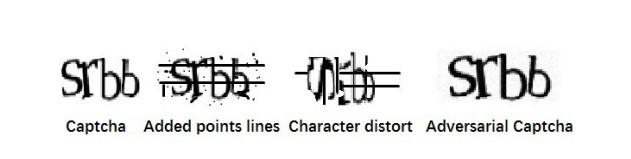 srbb srbb srbb
Captcha Added points lines Character distort Adversarial Captcha